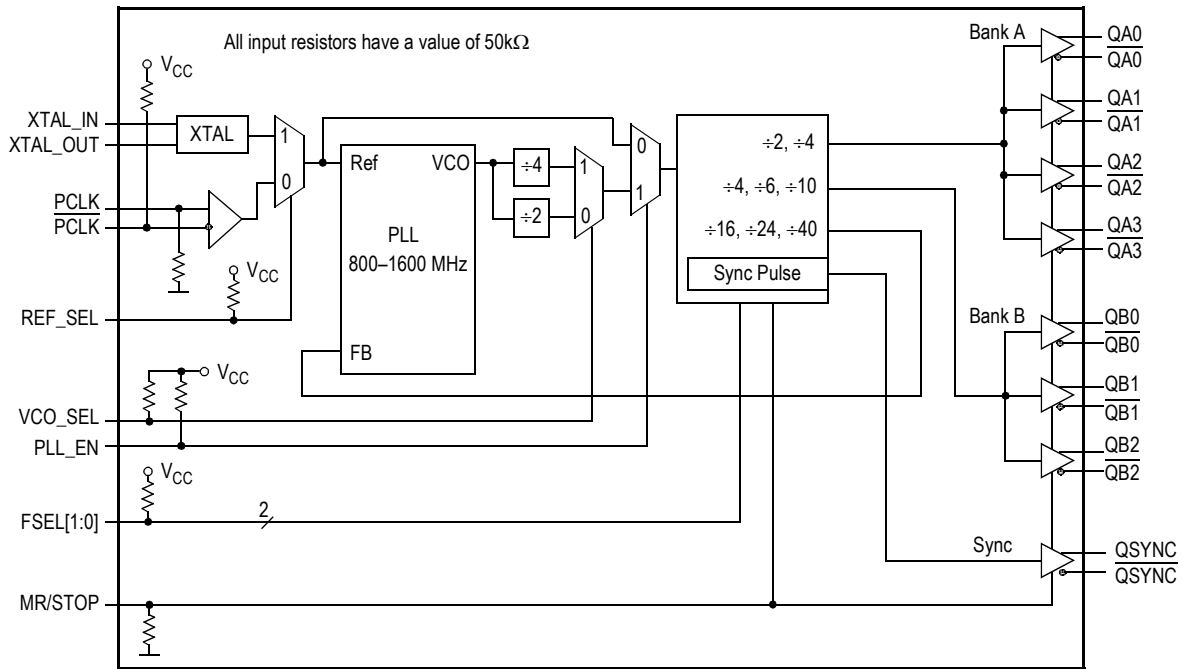 All input resistors have a value of 50kΩ
VCC
XTAL_IN
XTAL_OUT
XTAL
1
0
PCLK
PCLK
VCC
REF_SEL
Ref
VCO
PLL
800–1600 MHz
FB
÷4
÷2
1
0
0
1
÷2, ÷4
÷4, ÷6, ÷10
÷16, ÷24, ÷40
Sync Pulse
VCC
VCO_SEL
PLL_EN
VCC
FSEL[1:0]
2
MR/STOP
Bank A
QA0
QA0
QA1
QA1
QA2
QA2
QA3
QA3
Bank B
QB0
QB0
QB1
QB1
QB2
QB2
Sync
QSYNC
QSYNC